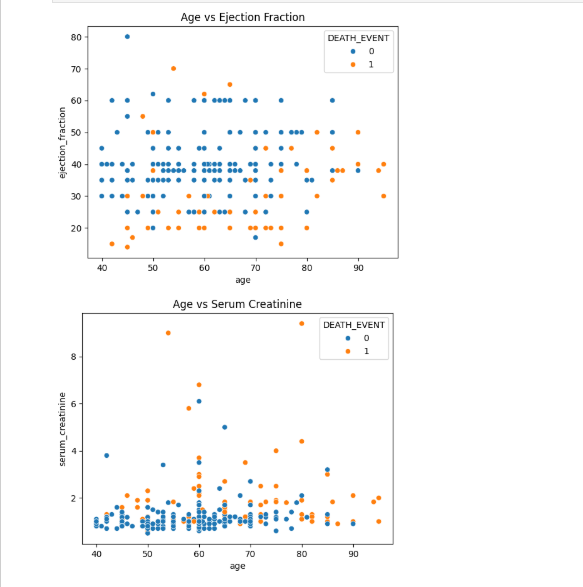 Age vs Ejection Fraction
DEATH_EVENT
0
1
80
70
60
50
40
30
20
ejection_fraction
40 50 60 70 80 90
age
Age vs Serum Creatinine
DEATH_EVENT
0
1
8
6
4
2
serum_creatinine
40 50 60 70 80 90
age